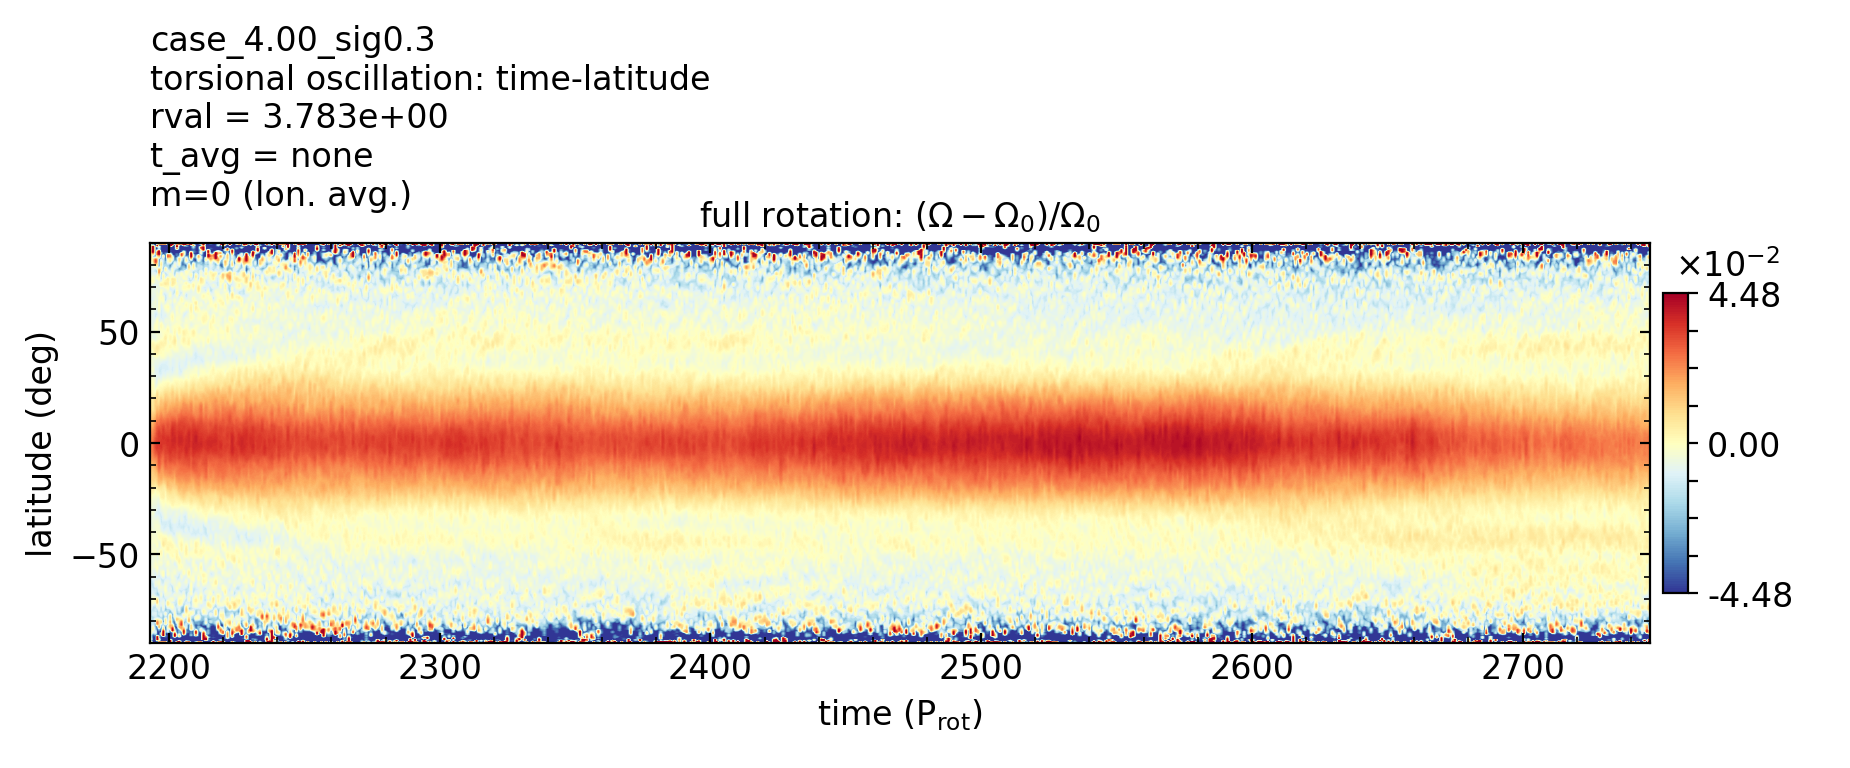 case_4.00_sig0.3
torsional oscillation: time-latitude
rval = 3.783e+00
t_avg = none
m=0 (lon. avg.)
full rotation: (Ω − Ω₀)/Ω₀
×10⁻²
4.48
0.00
-4.48
latitude (deg)
50
0
−50
2200 2300 2400 2500 2600 2700
time (P_rot)